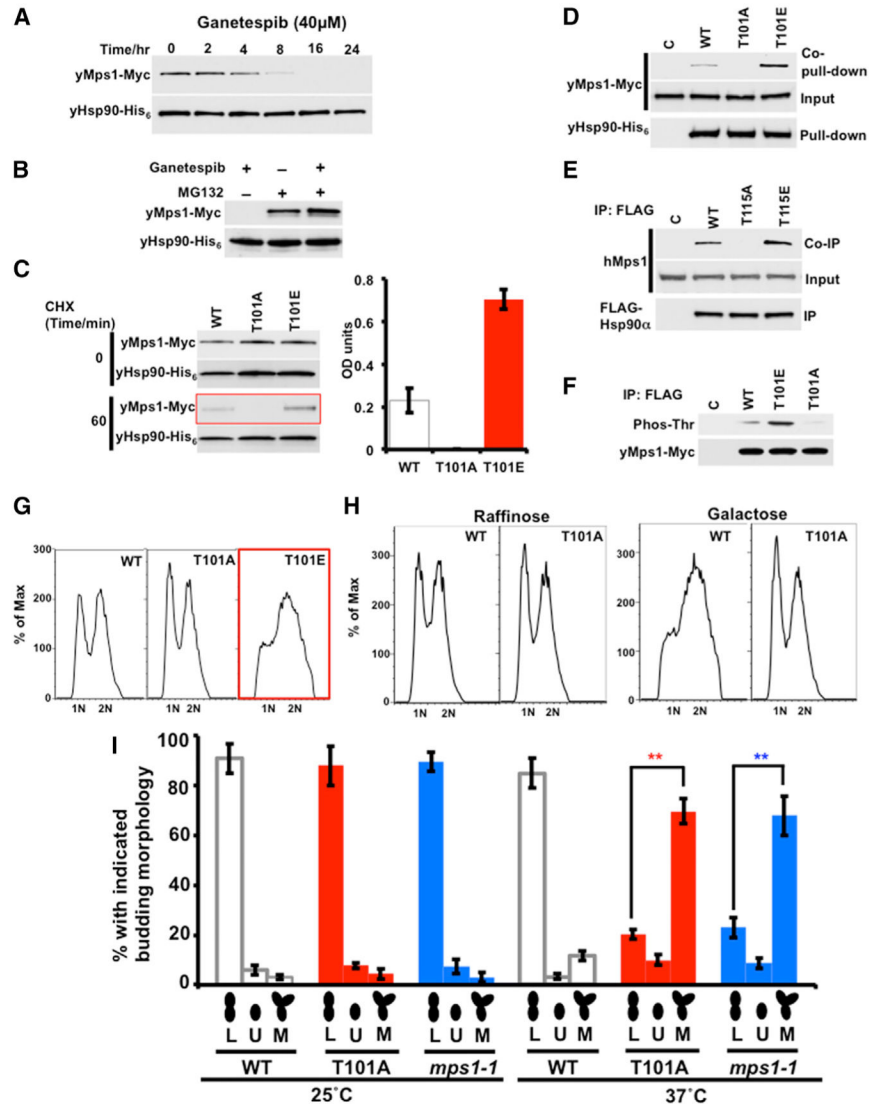 A
Ganetespib (40μM)
Time/hr 0 2 4 8 16 24
yMps1-Myc
yHsp90-His6
B
Ganetespib + – +
MG132 – + +
yMps1-Myc
yHsp90-His6
C
CHX
(Time/min)
WT T101A T101E
0
yMps1-Myc
yHsp90-His6
60
yMps1-Myc
yHsp90-His6
OD units
0.8
0.6
0.4
0.2
0
WT T101A T101E
D
C WT T101A T101E
yMps1-Myc
Co-
pull-down
Input
yHsp90-His6
Pull-down
E
IP: FLAG
C WT T115A T115E
hMps1
Co-IP
Input
FLAG-
Hsp90α
IP
F
IP: FLAG
C WT T101E T101A
Phos-Thr
yMps1-Myc
G
% of Max
300
200
100
0
WT T101A T101E
1N 2N 1N 2N 1N 2N
H
Raffinose
% of Max
300
200
100
0
WT T101A
1N 2N 1N 2N
Galactose
300
200
100
0
WT T101A
1N 2N 1N 2N
I
% with indicated
budding morphology
100
80
60
40
20
0
** **
L U M L U M L U M L U M L U M L U M
WT T101A mps1-1 WT T101A mps1-1
25°C 37°C